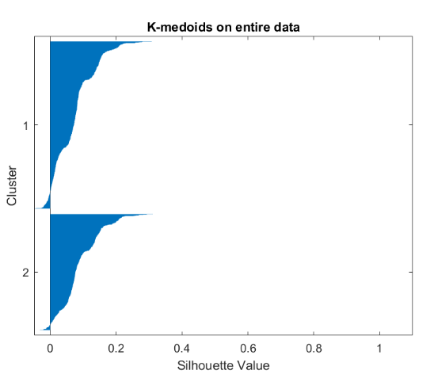 K-medoids on entire data
1
Cluster
2
0 0.2 0.4 0.6 0.8 1
Silhouette Value